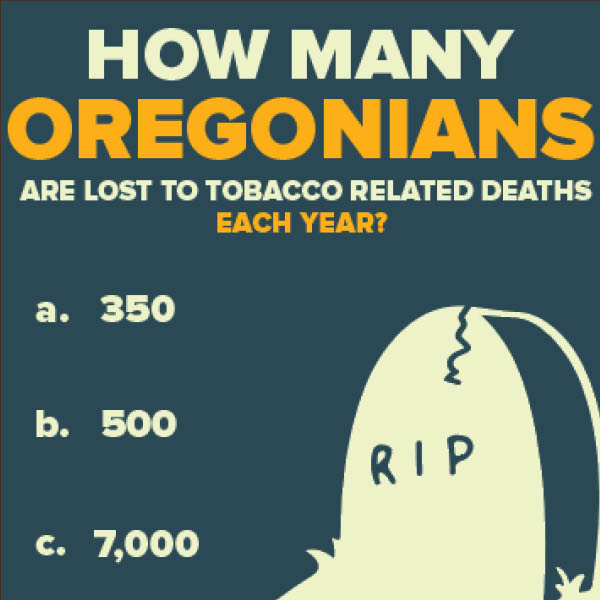 HOW MANY
OREGONIANS
ARE LOST TO TOBACCO RELATED DEATHS
EACH YEAR?
a. 350
b. 500
c. 7,000
RIP